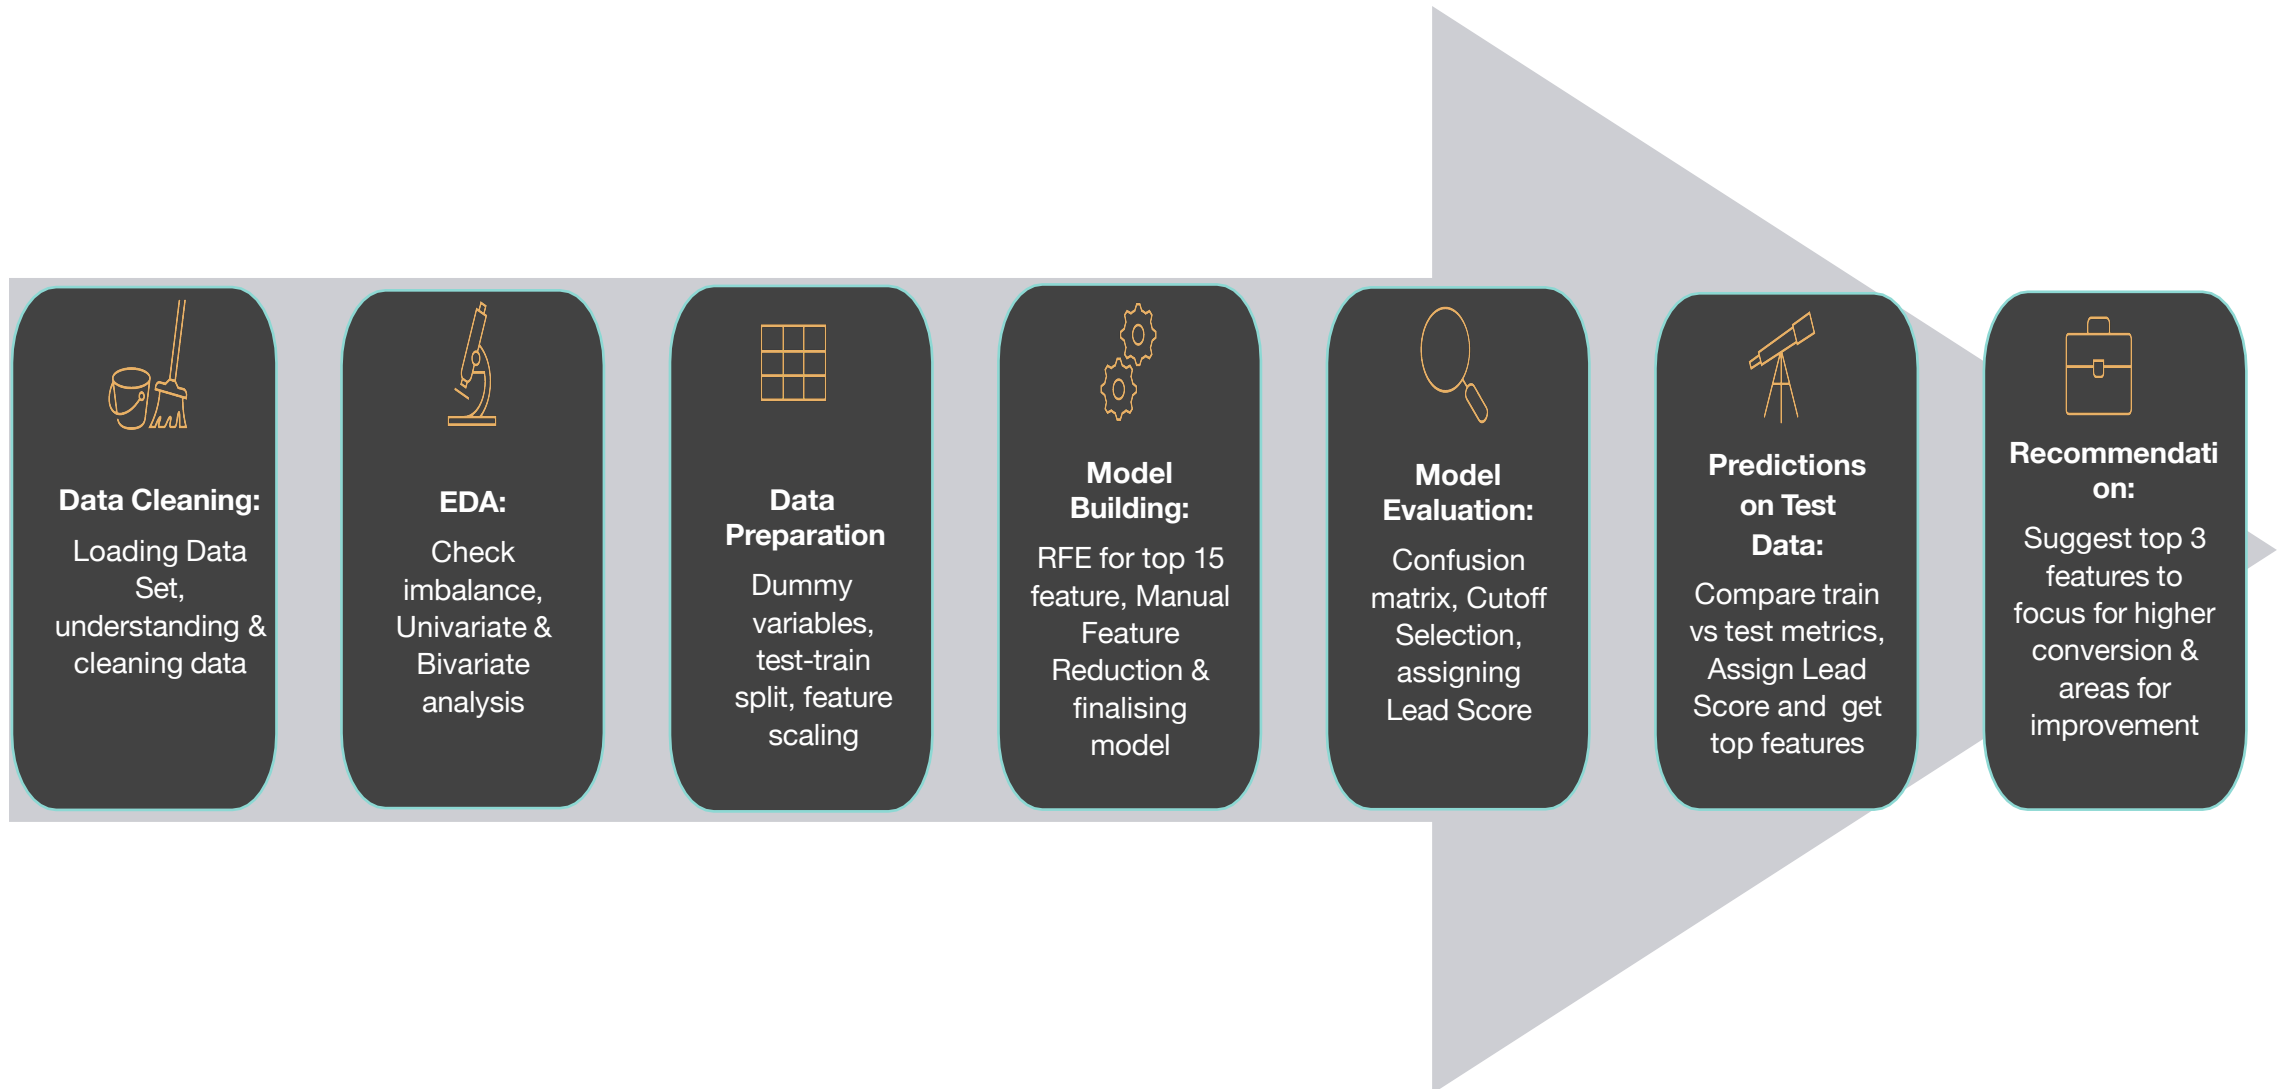 Data Cleaning:
Loading Data
Set,
understanding &
cleaning data
EDA:
Check
imbalance,
Univariate &
Bivariate
analysis
Data
Preparation
Dummy
variables,
test-train
split, feature
scaling
Model
Building:
RFE for top 15
feature, Manual
Feature
Reduction &
finalising
model
Model
Evaluation:
Confusion
matrix, Cutoff
Selection,
assigning
Lead Score
Predictions
on Test
Data:
Compare train
vs test metrics,
Assign Lead
Score and  get
top features
Recommendati
on:
Suggest top 3
features to
focus for higher
conversion &
areas for
improvement